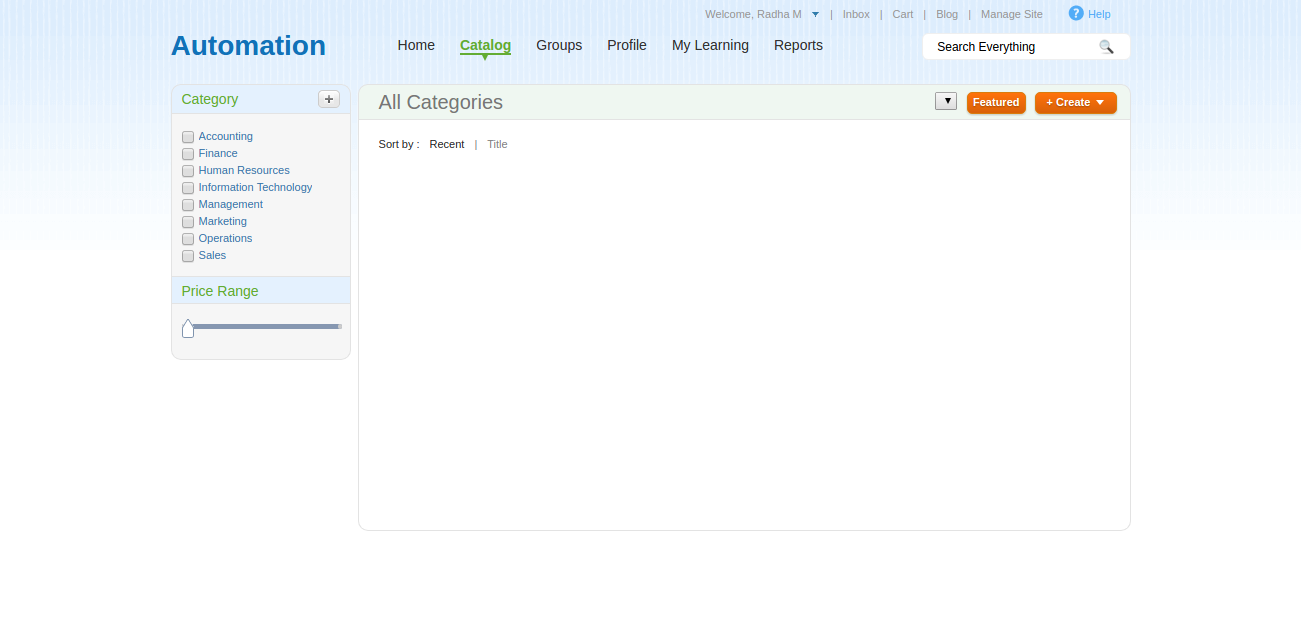 Welcome, Radha M | Inbox | Cart | Blog | Manage Site ? Help
Automation
Home Catalog Groups Profile My Learning Reports
Search Everything
Category +
Accounting
Finance
Human Resources
Information Technology
Management
Marketing
Operations
Sales
Price Range
All Categories
Featured
+ Create
Sort by : Recent | Title